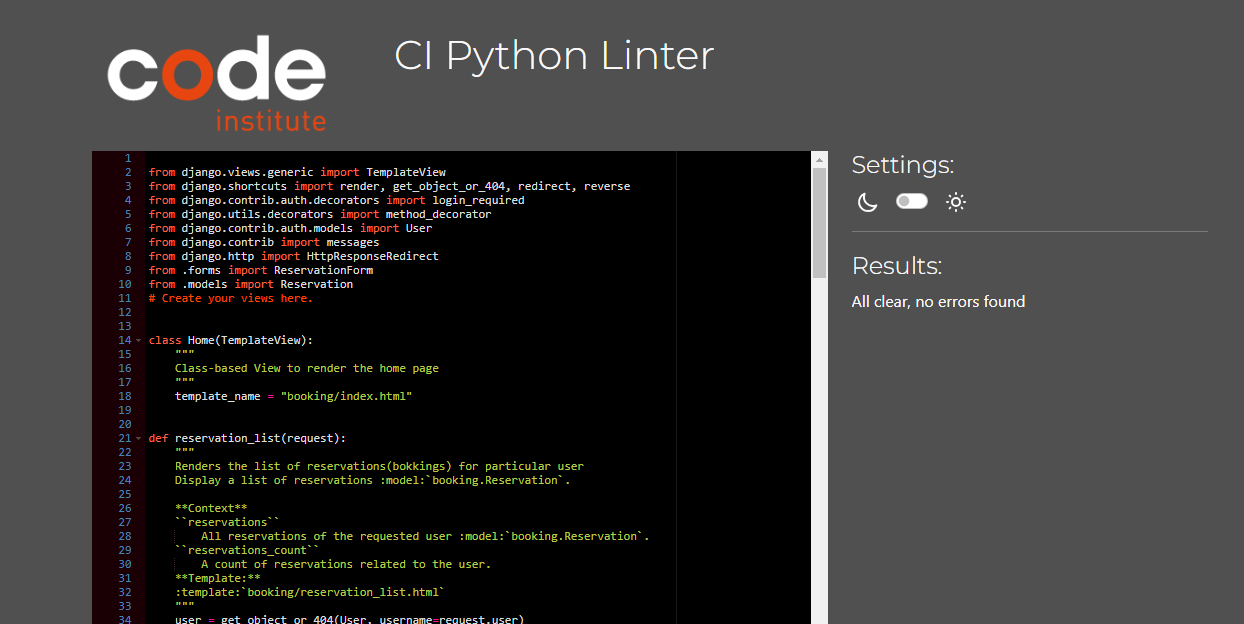 code
institute
CI Python Linter
1
2 from django.views.generic import TemplateView
3 from django.shortcuts import render, get_object_or_404, redirect, reverse
4 from django.contrib.auth.decorators import login_required
5 from django.utils.decorators import method_decorator
6 from django.contrib.auth.models import User
7 from django.contrib import messages
8 from django.http import HttpResponseRedirect
9 from .forms import ReservationForm
10 from .models import Reservation
11 # Create your views here.
12
13
14 class Home(TemplateView):
15 """
16 Class-based View to render the home page
17 """
18 template_name = "booking/index.html"
19
20
21 def reservation_list(request):
22 """
23 Renders the list of reservations(bokkings) for particular user
24 Display a list of reservations :model:`booking.Reservation`.
25
26 **Context**
27 ``reservations``
28 All reservations of the requested user :model:`booking.Reservation`.
29 ``reservations_count``
30 A count of reservations related to the user.
31 **Template:**
32 :template:`booking/reservation_list.html`
33 """
34 user = get_object_or_404(User, username=request.user)
Settings:
Results:
All clear, no errors found